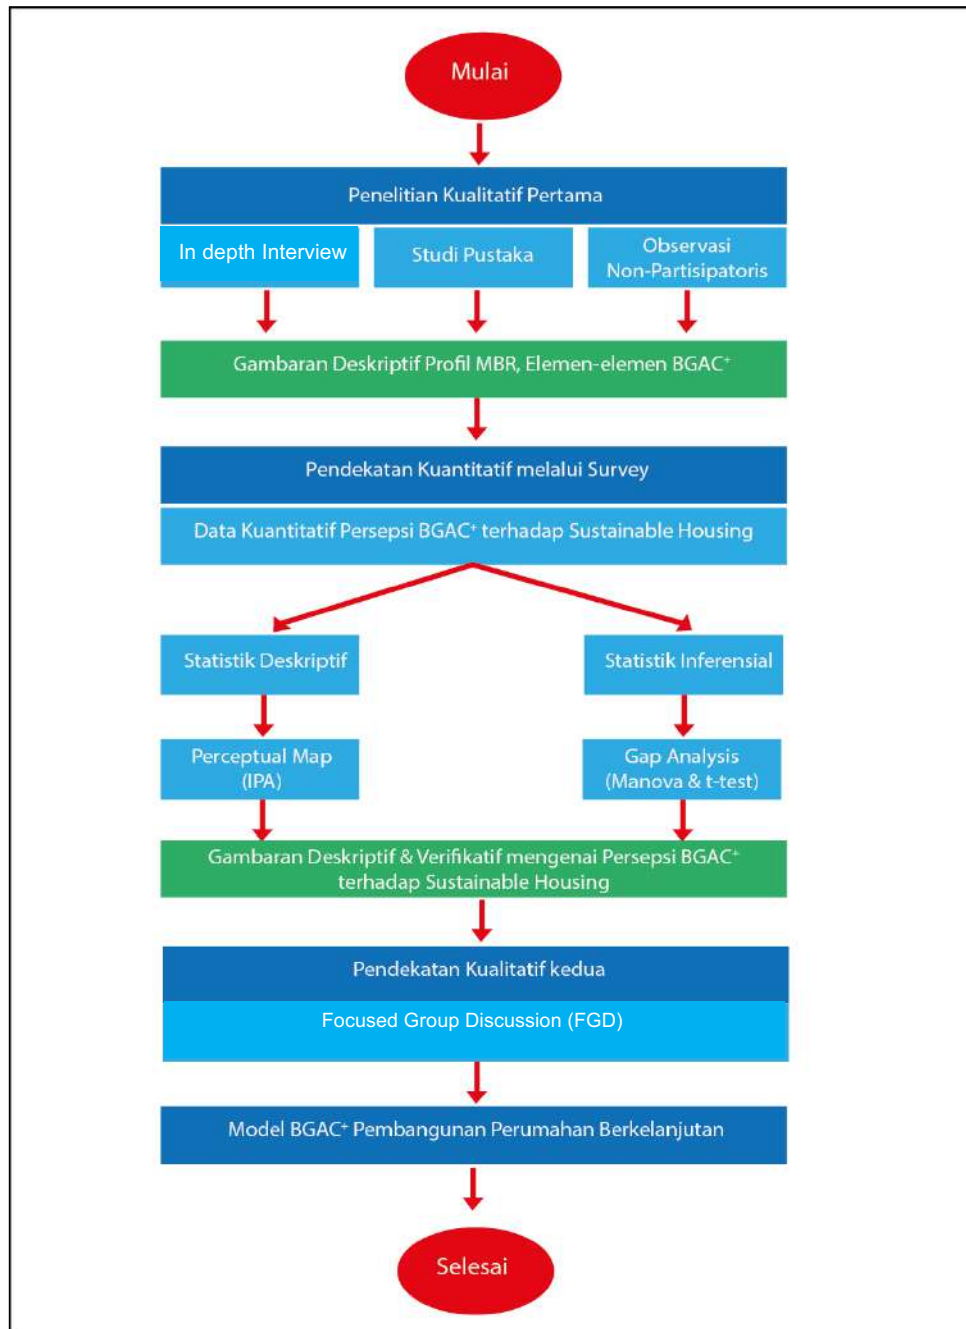 Mulai
Penelitian Kualitatif Pertama
In depth Interview
Studi Pustaka
Observasi
Non-Partisipatoris
Gambaran Deskriptif Profil MBR, Elemen-elemen BGAC⁺
Pendekatan Kuantitatif melalui Survey
Data Kuantitatif Persepsi BGAC⁺ terhadap Sustainable Housing
Statistik Deskriptif
Statistik Inferensial
Perceptual Map
(IPA)
Gap Analysis
(Manova & t-test)
Gambaran Deskriptif & Verifikatif mengenai Persepsi BGAC⁺
terhadap Sustainable Housing
Pendekatan Kualitatif kedua
Focused Group Discussion (FGD)
Model BGAC⁺ Pembangunan Perumahan Berkelanjutan
Selesai